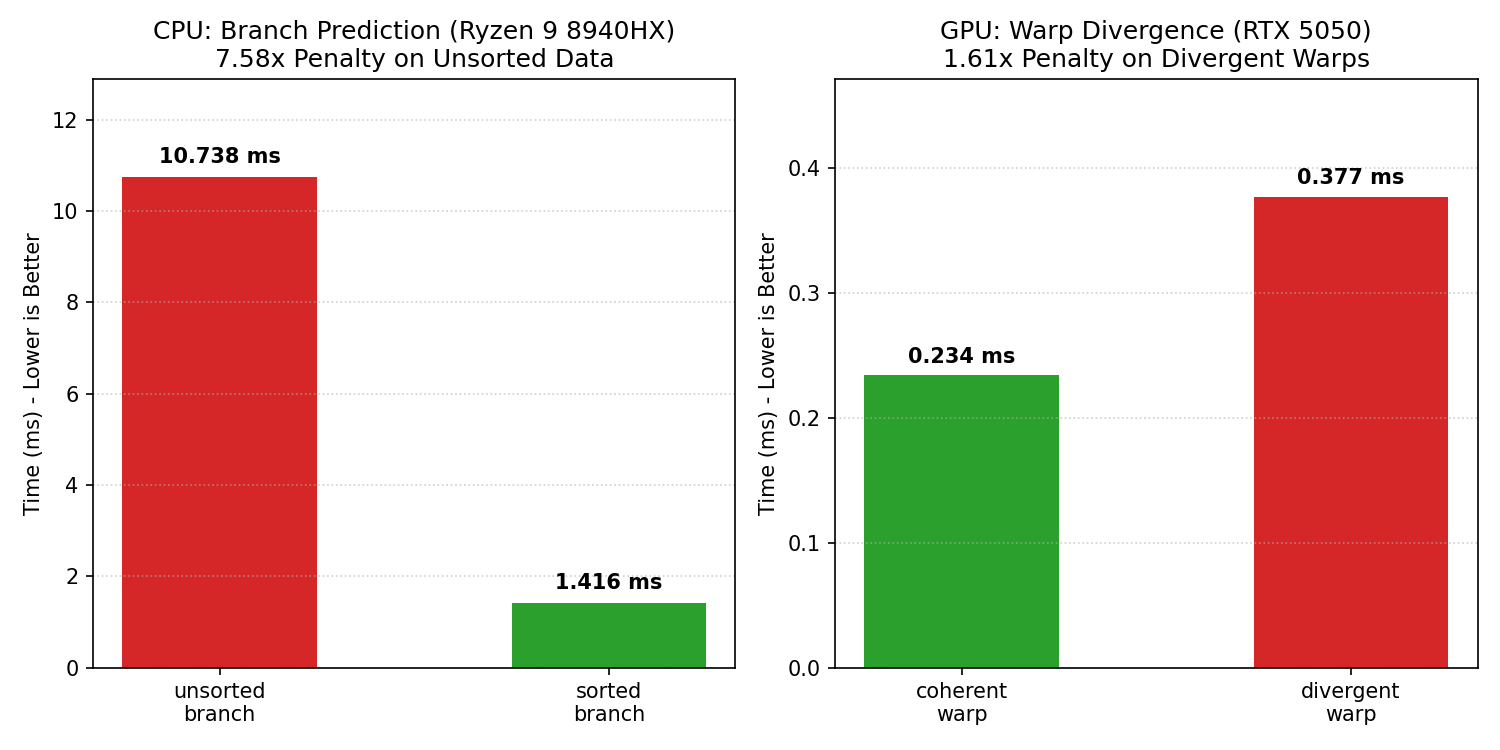 CPU: Branch Prediction (Ryzen 9 8940HX)
7.58x Penalty on Unsorted Data
Time (ms) - Lower is Better
12
10
8
6
4
2
0
10.738 ms
1.416 ms
unsorted
branch
sorted
branch
GPU: Warp Divergence (RTX 5050)
1.61x Penalty on Divergent Warps
Time (ms) - Lower is Better
0.4
0.3
0.2
0.1
0.0
0.234 ms
0.377 ms
coherent
warp
divergent
warp